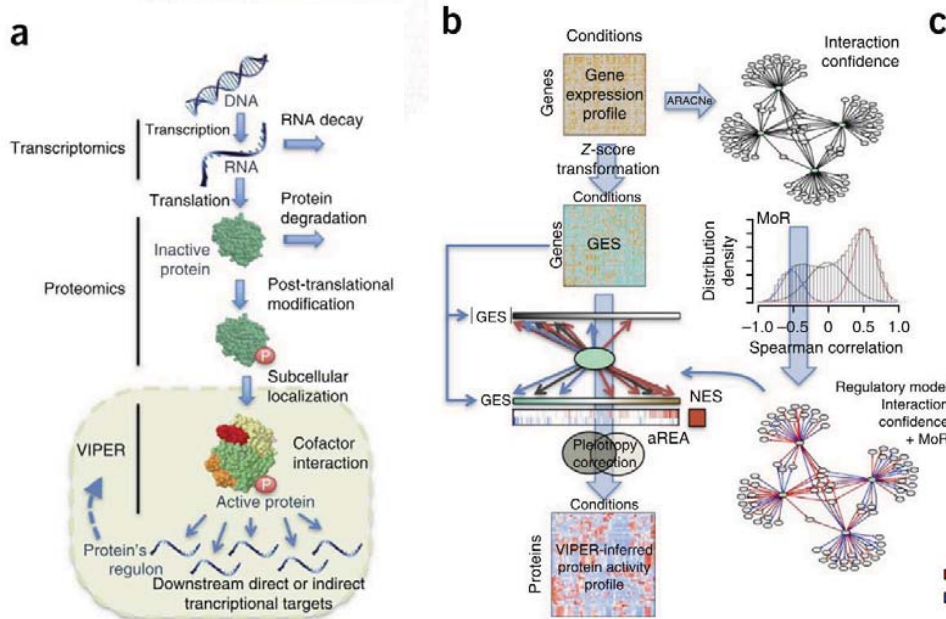 a
DNA
Transcription
RNA decay
Transcriptomics
RNA
Translation
Protein
degradation
Inactive
protein
Proteomics
Post-translational
modification
P
Subcellular
localization
VIPER
Cofactor
interaction
P
Active protein
Protein's
regulon
Downstream direct or indirect
trancriptional targets
b
Conditions
Genes
Gene
expression
profile
ARACNe
Interaction
confidence
Z-score
transformation
Conditions
Genes
GES
MoR
Distribution
density
−1.0 −0.5 0 0.5 1.0
Spearman correlation
|GES|
GES
NES
aREA
Pleiotropy
correction
Regulatory model
Interaction
confidence
+ MoR
Conditions
Proteins
VIPER-inferred
protein activity
profile
c